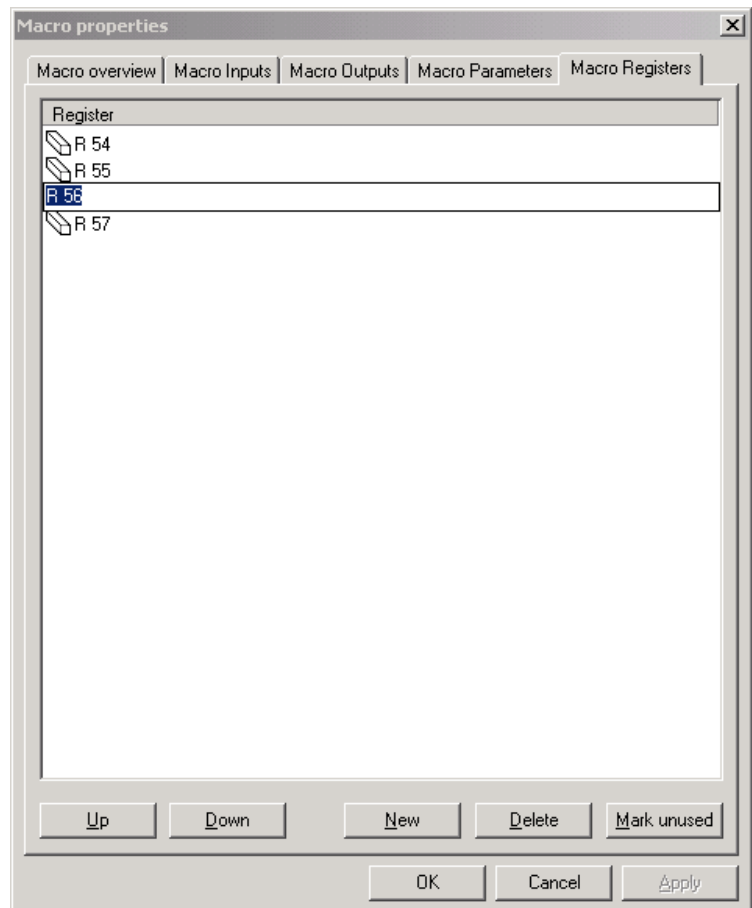 Macro properties
Macro overview Macro Inputs Macro Outputs Macro Parameters Macro Registers
Register
R 54
R 55
R 56
R 57
Up Down New Delete Mark unused
OK Cancel Apply